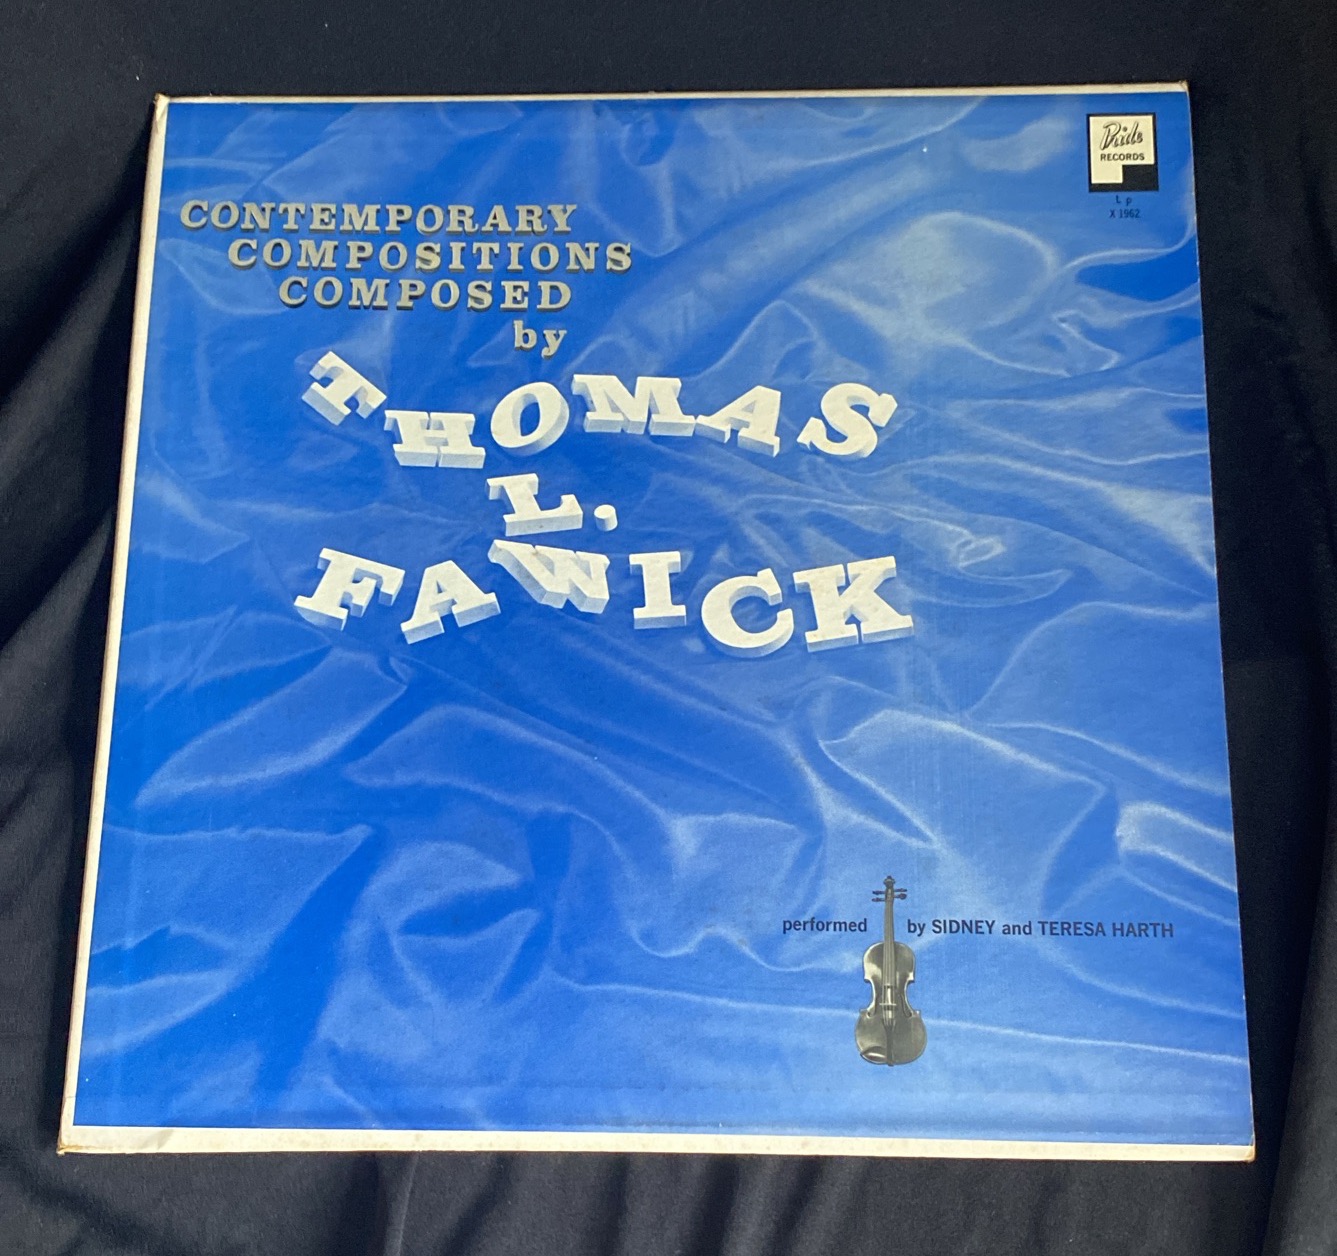 Pride
RECORDS
L P
X 1962
CONTEMPORARY
COMPOSITIONS
COMPOSED
by
THOMAS
L.
FAWICK
performed by SIDNEY and TERESA HARTH